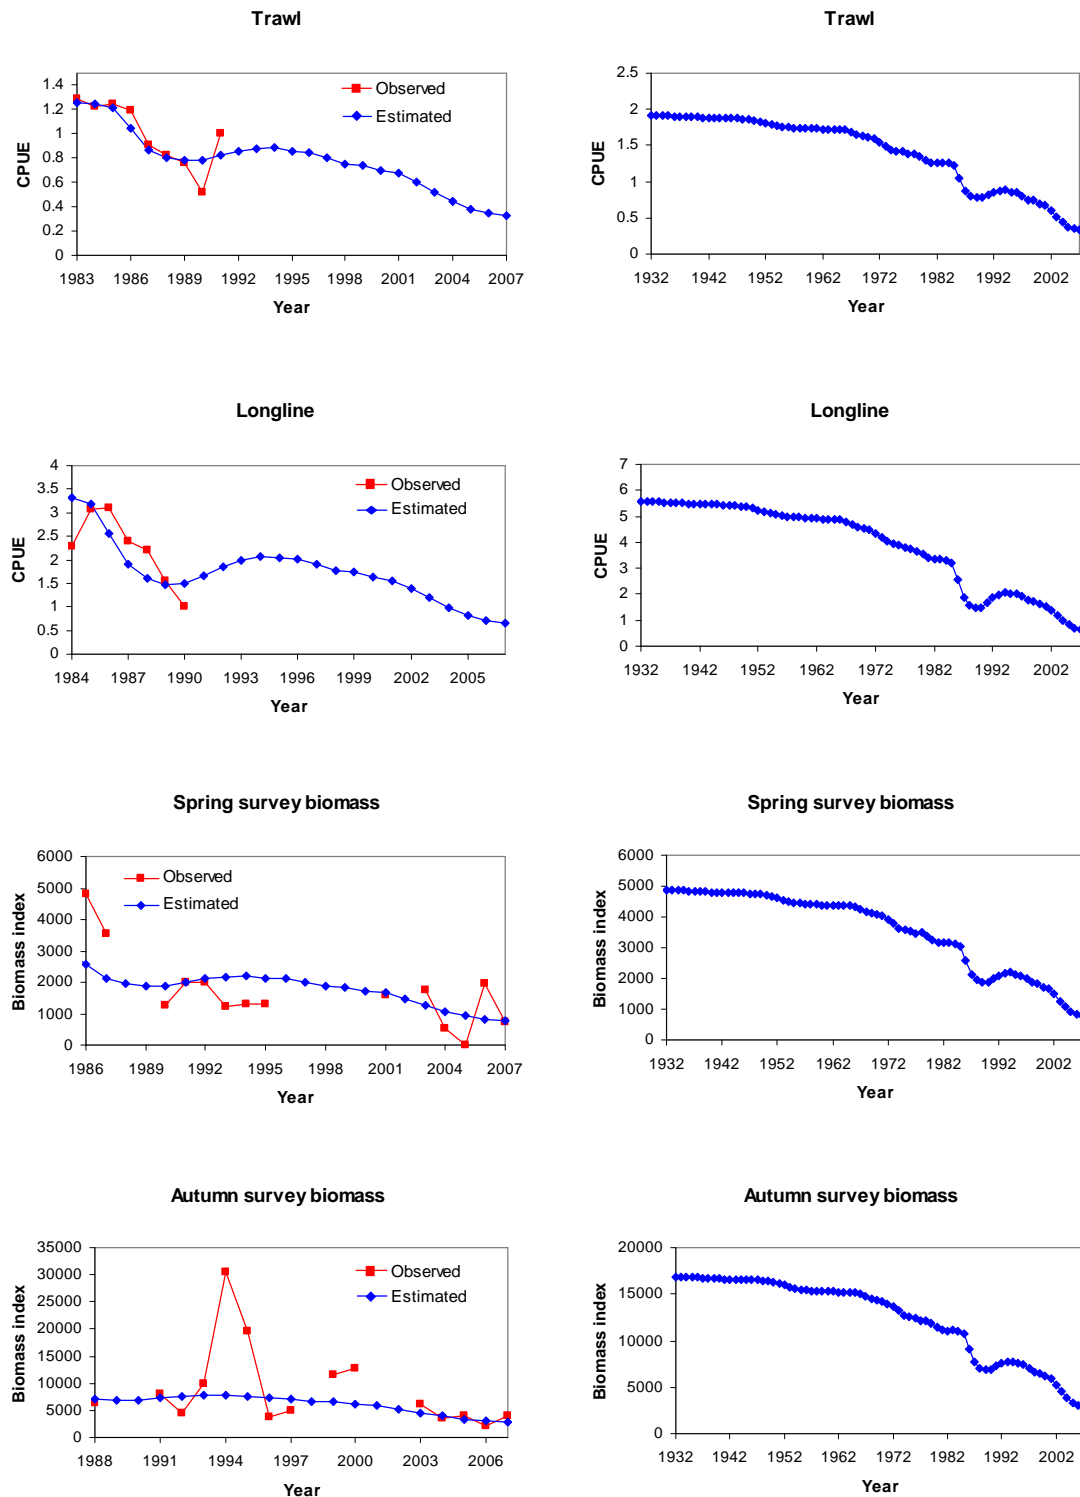 Trawl
1.4
1.2
1
0.8
0.6
0.4
0.2
0
CPUE
Observed
Estimated
1983 1986 1989 1992 1995 1998 2001 2004 2007
Year
Trawl
2.5
2
1.5
1
0.5
0
CPUE
1932 1942 1952 1962 1972 1982 1992 2002
Year
Longline
4
3.5
3
2.5
2
1.5
1
0.5
0
CPUE
Observed
Estimated
1984 1987 1990 1993 1996 1999 2002 2005
Year
Longline
7
6
5
4
3
2
1
0
CPUE
1932 1942 1952 1962 1972 1982 1992 2002
Year
Spring survey biomass
6000
5000
4000
3000
2000
1000
0
Biomass index
Observed
Estimated
1986 1989 1992 1995 1998 2001 2004 2007
Year
Spring survey biomass
6000
5000
4000
3000
2000
1000
0
Biomass index
1932 1942 1952 1962 1972 1982 1992 2002
Year
Autumn survey biomass
35000
30000
25000
20000
15000
10000
5000
0
Biomass index
Observed
Estimated
1988 1991 1994 1997 2000 2003 2006
Year
Autumn survey biomass
20000
15000
10000
5000
0
Biomass index
1932 1942 1952 1962 1972 1982 1992 2002
Year